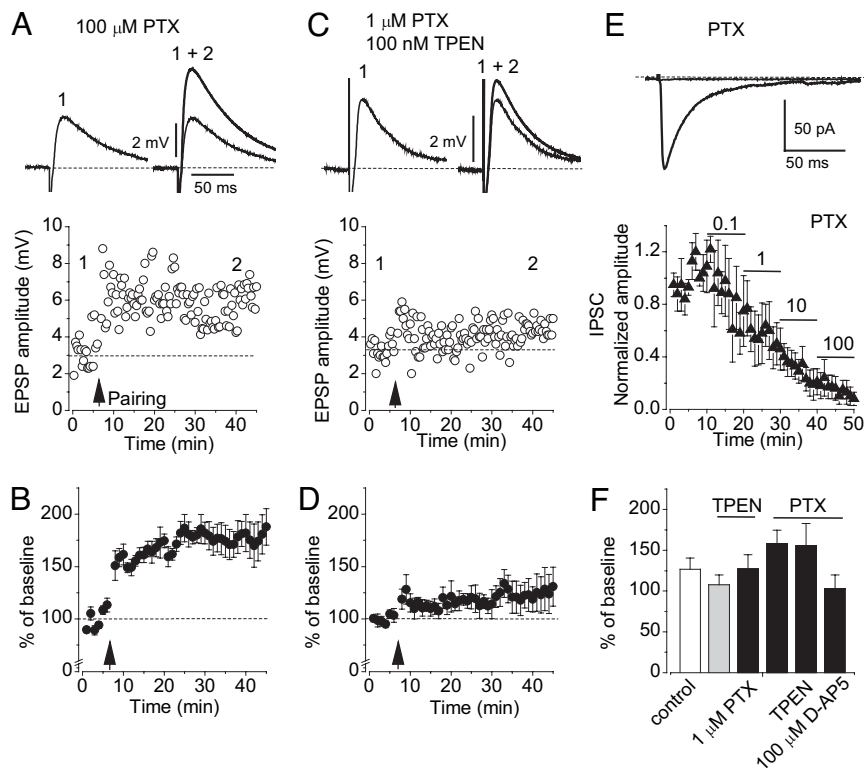 A
100 μM PTX
1
1 + 2
2 mV
50 ms
EPSP amplitude (mV)
10
8
6
4
2
0
1
2
Pairing
0 10 20 30 40
Time (min)
B
% of baseline
200
150
100
0
0 10 20 30 40
Time (min)
C
1 μM PTX
100 nM TPEN
1
1 + 2
2 mV
EPSP amplitude (mV)
10
8
6
4
2
0
1
2
0 10 20 30 40
Time (min)
D
% of baseline
200
150
100
0
0 10 20 30 40
Time (min)
E
PTX
50 pA
50 ms
IPSC
Normalized amplitude
1.2
0.8
0.4
0.0
PTX
0.1
1
10
100
0 10 20 30 40 50
Time (min)
F
TPEN
PTX
% of baseline
200
150
100
50
0
control
1 μM PTX
TPEN
100 μM D-AP5